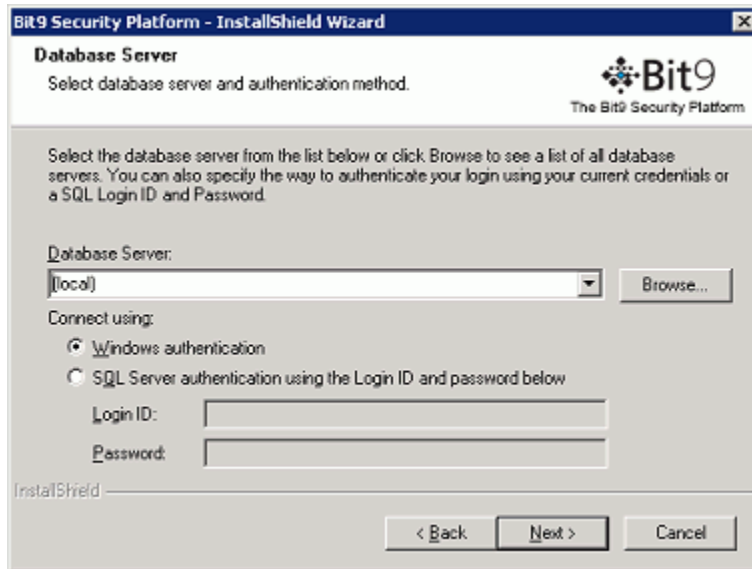 Bit9 Security Platform - InstallShield Wizard
Database Server
Select database server and authentication method.
Bit9
The Bit9 Security Platform
Select the database server from the list below or click Browse to see a list of all database
servers. You can also specify the way to authenticate your login using your current credentials or
a SQL Login ID and Password.
Database Server:
(local)
Browse...
Connect using:
Windows authentication
SQL Server authentication using the Login ID and password below
Login ID:
Password:
InstallShield
< Back
Next >
Cancel